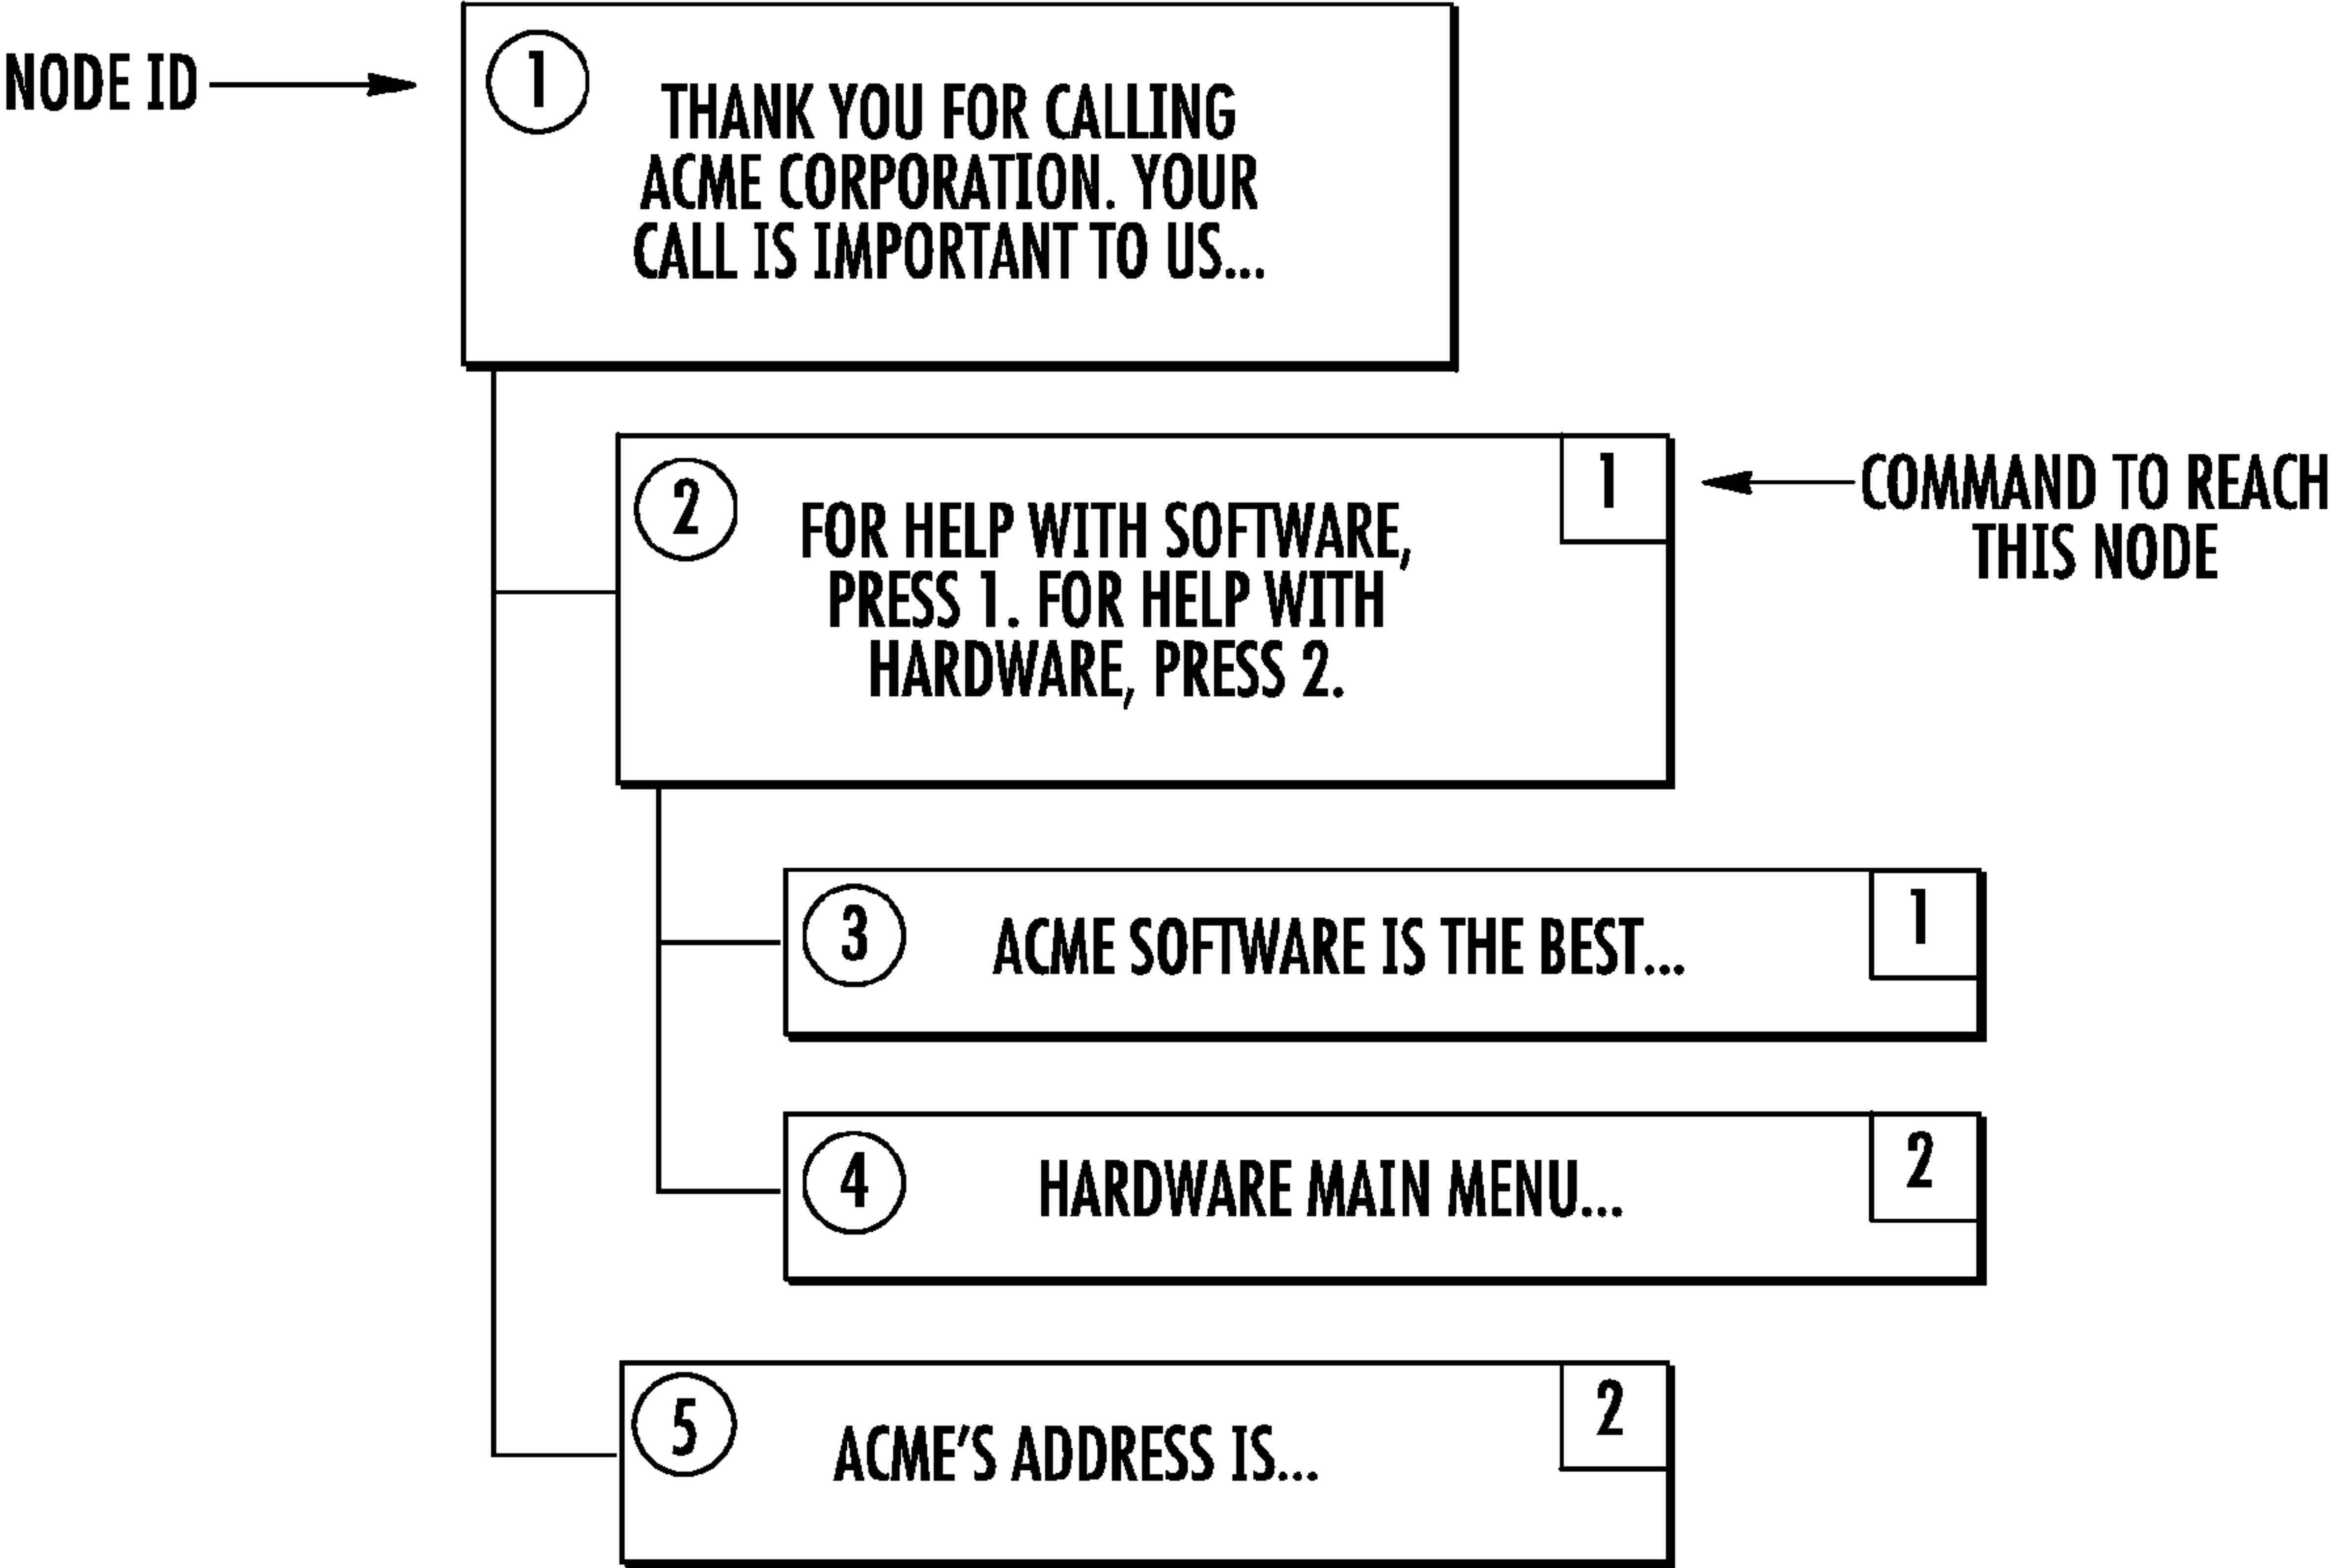 NODE ID
1
THANK YOU FOR CALLING
ACME CORPORATION. YOUR
CALL IS IMPORTANT TO US...
2
1
FOR HELP WITH SOFTWARE,
PRESS 1. FOR HELP WITH
HARDWARE, PRESS 2.
COMMAND TO REACH
THIS NODE
3
ACME SOFTWARE IS THE BEST...
1
4
HARDWARE MAIN MENU...
2
5
ACME'S ADDRESS IS...
2